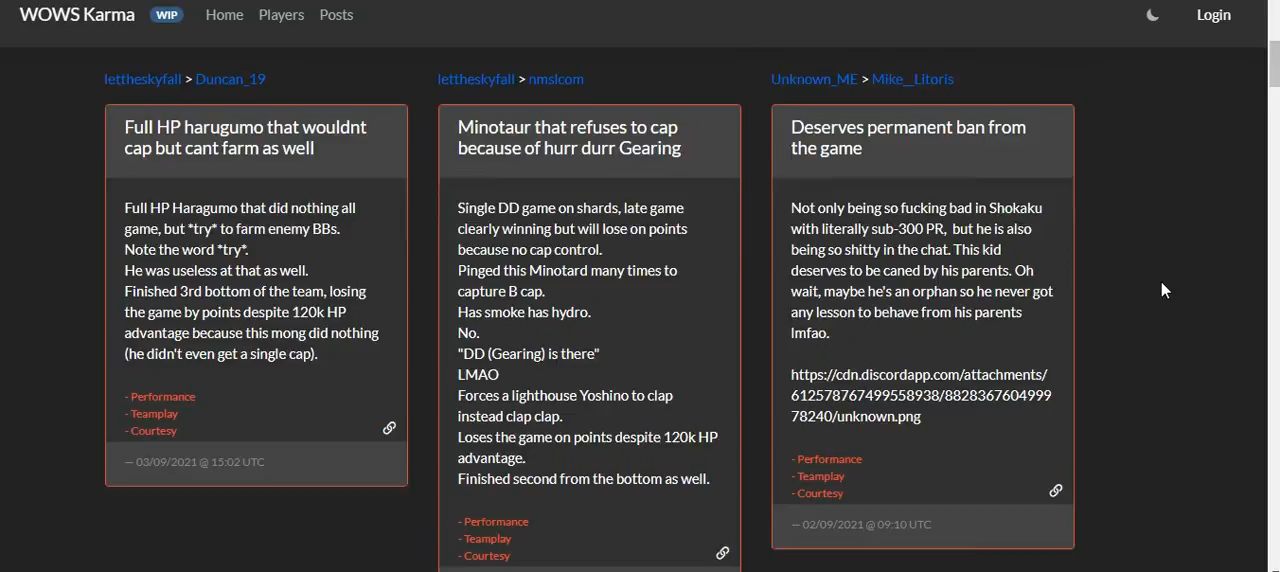 WOWS Karma WIP Home Players Posts Login
lettheskyfall > Duncan_19
Full HP harugumo that wouldnt
cap but cant farm as well
Full HP Haragumo that did nothing all
game, but *try* to farm enemy BBs.
Note the word *try*.
He was useless at that as well.
Finished 3rd bottom of the team, losing
the game by points despite 120k HP
advantage because this mong did nothing
(he didn't even get a single cap).
- Performance
- Teamplay
- Courtesy
— 03/09/2021 @ 15:02 UTC
lettheskyfall > nmslcom
Minotaur that refuses to cap
because of hurr durr Gearing
Single DD game on shards, late game
clearly winning but will lose on points
because no cap control.
Pinged this Minotard many times to
capture B cap.
Has smoke has hydro.
No.
"DD (Gearing) is there"
LMAO
Forces a lighthouse Yoshino to clap
instead clap clap.
Loses the game on points despite 120k HP
advantage.
Finished second from the bottom as well.
- Performance
- Teamplay
- Courtesy
Unknown_ME > Mike__Litoris
Deserves permanent ban from
the game
Not only being so fucking bad in Shokaku
with literally sub-300 PR, but he is also
being so shitty in the chat. This kid
deserves to be caned by his parents. Oh
wait, maybe he's an orphan so he never got
any lesson to behave from his parents
lmfao.
https://cdn.discordapp.com/attachments/
612578767499558938/8828367604999
78240/unknown.png
- Performance
- Teamplay
- Courtesy
— 02/09/2021 @ 09:10 UTC